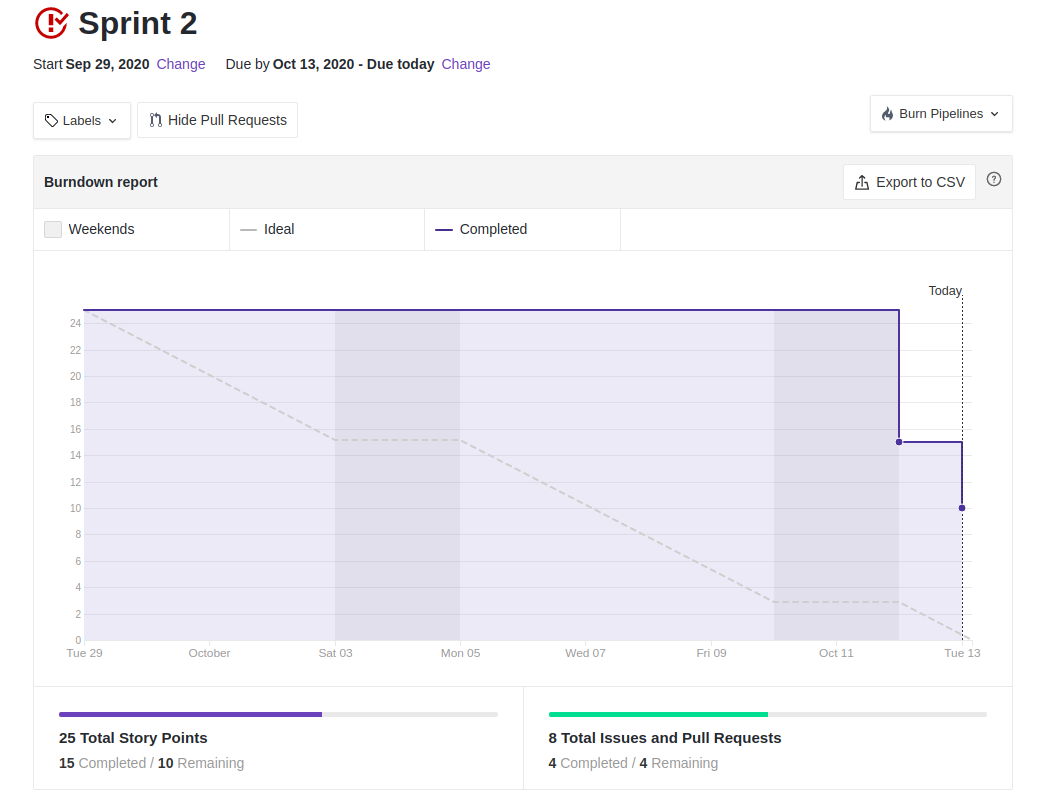 Sprint 2
Start Sep 29, 2020 Change Due by Oct 13, 2020 - Due today Change
Labels Hide Pull Requests Burn Pipelines
Burndown report Export to CSV
Weekends Ideal Completed
Today
24
22
20
18
16
14
12
10
8
6
4
2
0
Tue 29 October Sat 03 Mon 05 Wed 07 Fri 09 Oct 11 Tue 13
25 Total Story Points
15 Completed / 10 Remaining
8 Total Issues and Pull Requests
4 Completed / 4 Remaining